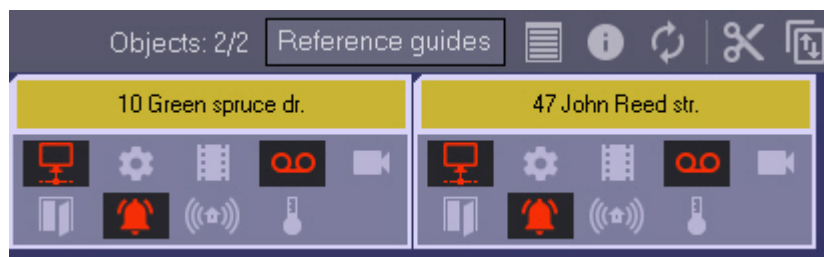 Objects: 2/2 Reference guides
10 Green spruce dr. 47 John Reed str.